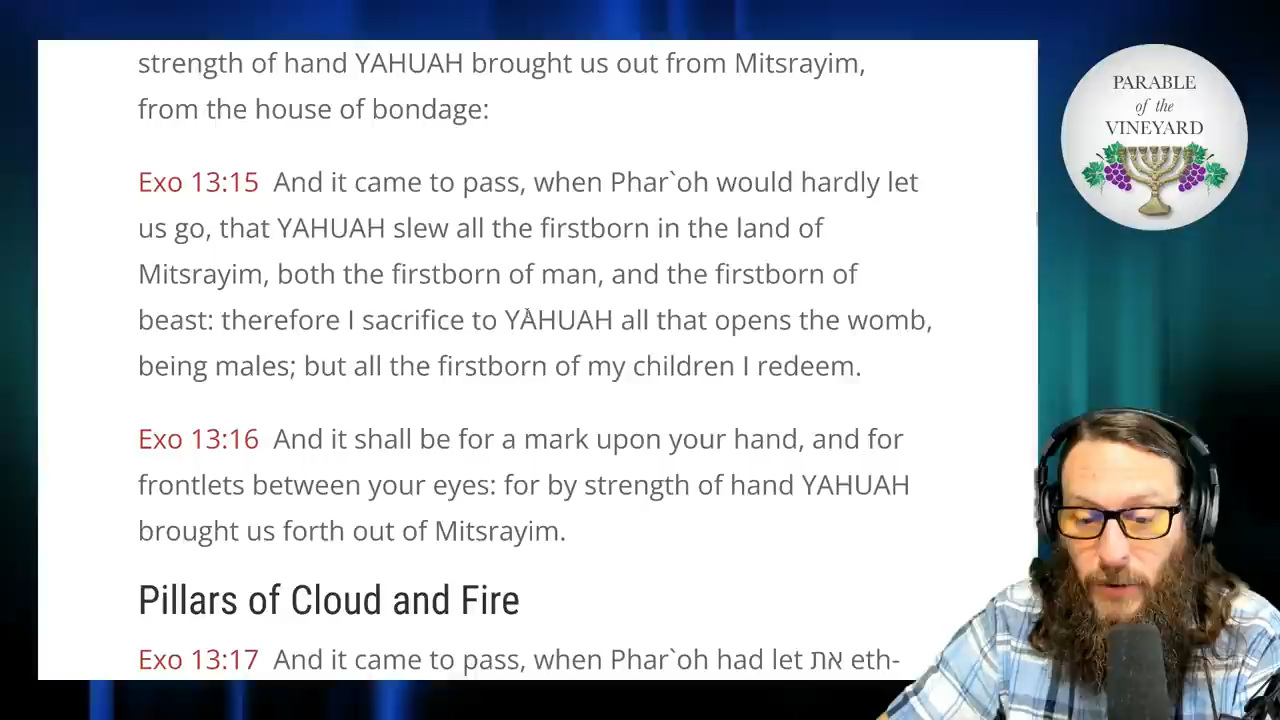 strength of hand YAHUAH brought us out from Mitsrayim,
from the house of bondage:
Exo 13:15 And it came to pass, when Phar`oh would hardly let
us go, that YAHUAH slew all the firstborn in the land of
Mitsrayim, both the firstborn of man, and the firstborn of
beast: therefore I sacrifice to YAHUAH all that opens the womb,
being males; but all the firstborn of my children I redeem.
Exo 13:16 And it shall be for a mark upon your hand, and for
frontlets between your eyes: for by strength of hand YAHUAH
brought us forth out of Mitsrayim.
Pillars of Cloud and Fire
Exo 13:17 And it came to pass, when Phar`oh had let את eth-
PARABLE
of the
VINEYARD